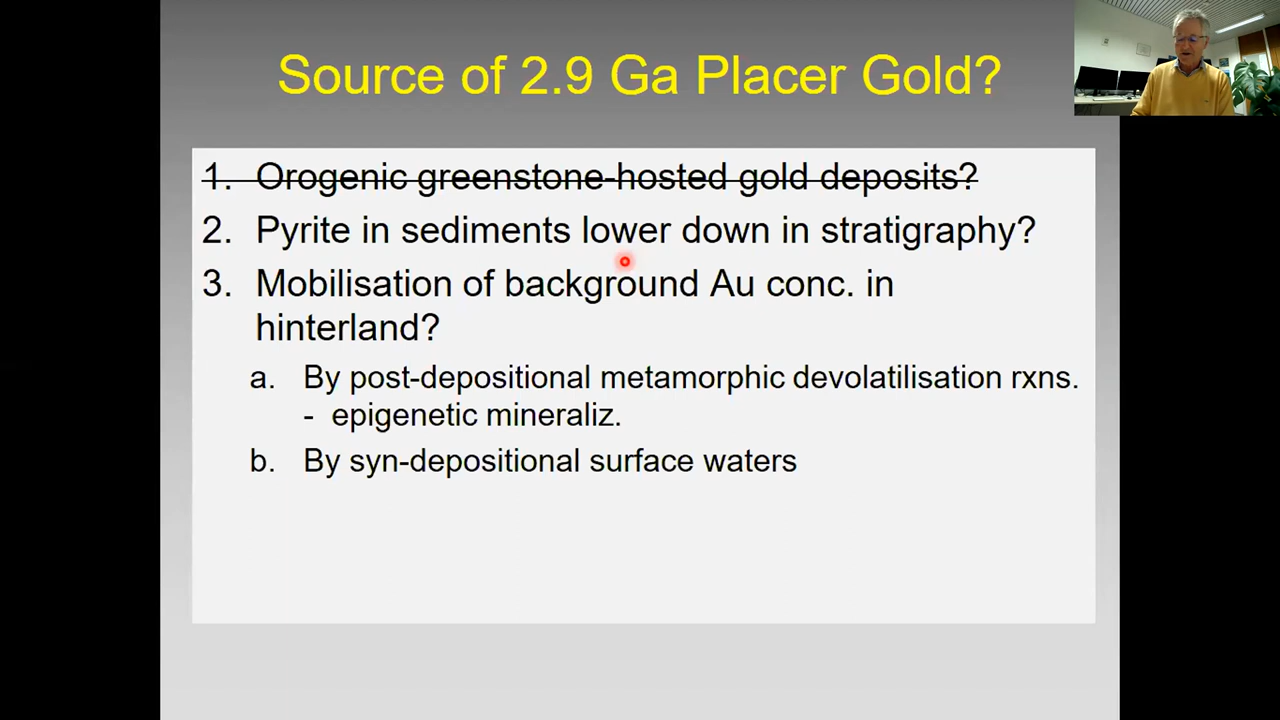 Source of 2.9 Ga Placer Gold?
1. Orogenic greenstone-hosted gold deposits?
2. Pyrite in sediments lower down in stratigraphy?
3. Mobilisation of background Au conc. in
hinterland?
a. By post-depositional metamorphic devolatilisation rxns.
- epigenetic mineraliz.
b. By syn-depositional surface waters